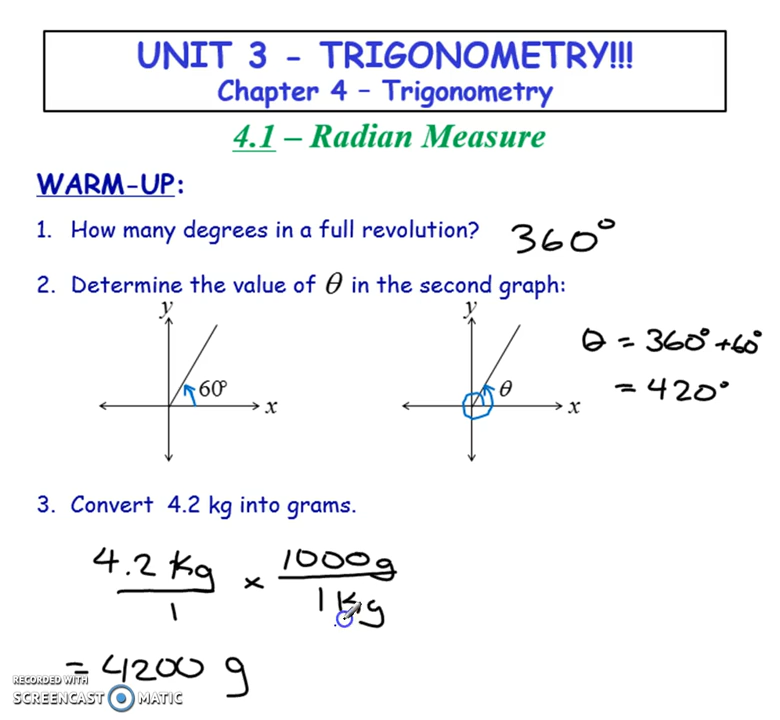 UNIT 3 - TRIGONOMETRY!!!
Chapter 4 – Trigonometry
4.1 – Radian Measure
WARM-UP:
1. How many degrees in a full revolution? 360°
2. Determine the value of θ in the second graph:
y
60°
x
y
θ
x
θ = 360° + 60°
= 420°
3. Convert 4.2 kg into grams.
4.2 kg / 1 × 1000g / 1 kg
= 4200 g
RECORDED WITH
SCREENCAST MATIC